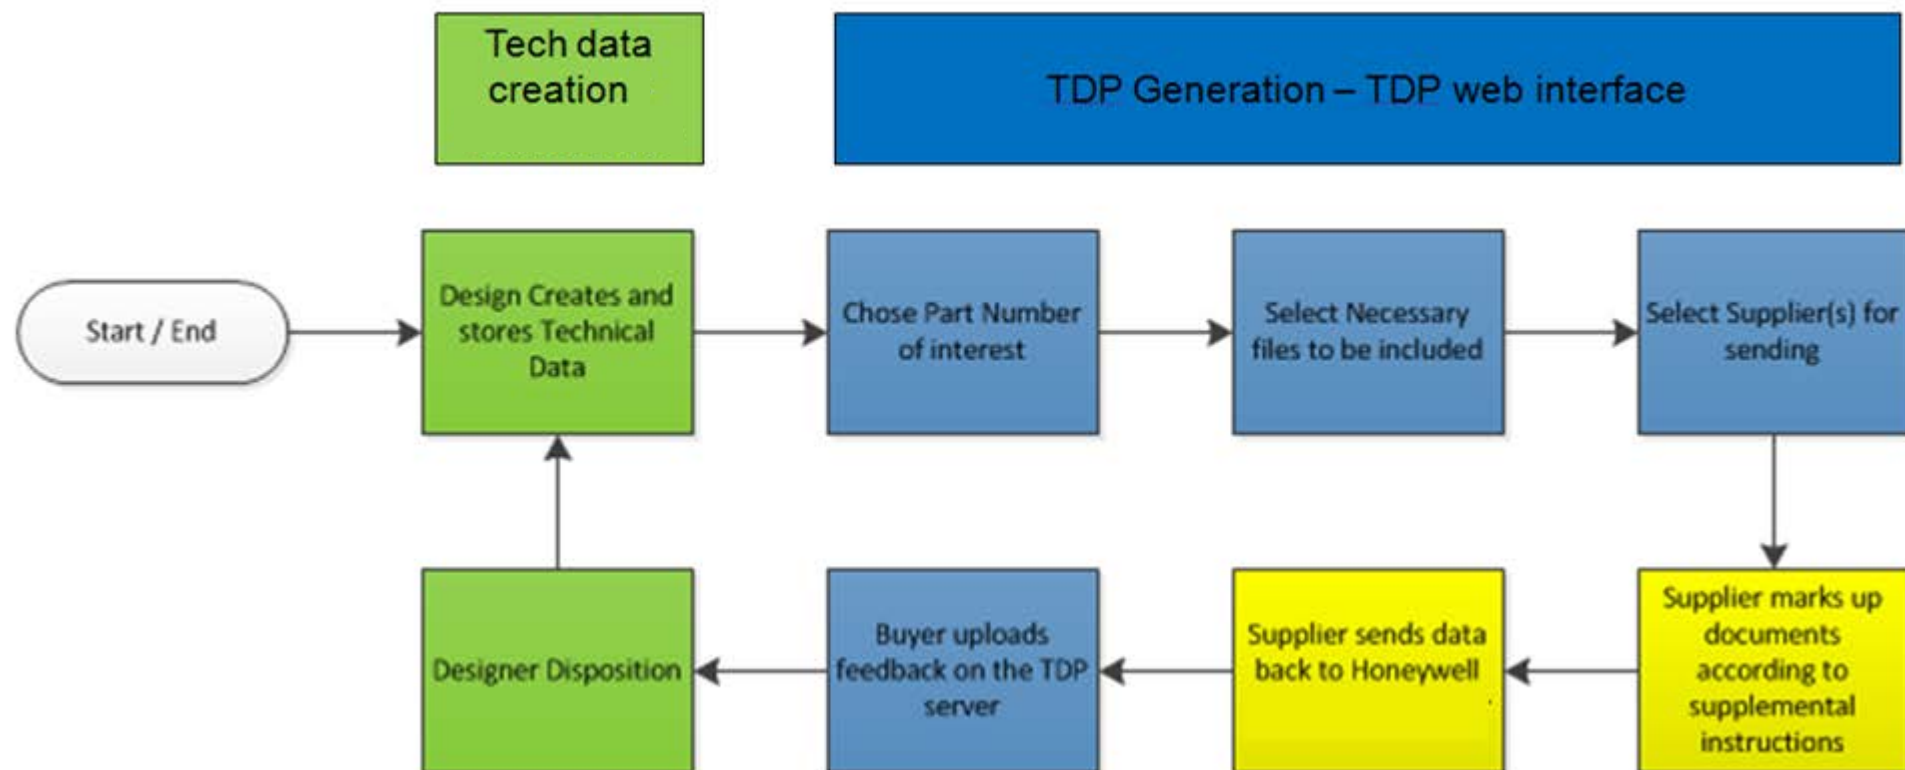 Tech data
creation
TDP Generation – TDP web interface
Start / End
Design Creates and
stores Technical
Data
Chose Part Number
of interest
Select Necessary
files to be included
Select Supplier(s) for
sending
Supplier marks up
documents
according to
supplemental
instructions
Supplier sends data
back to Honeywell
Buyer uploads
feedback on the TDP
server
Designer Disposition